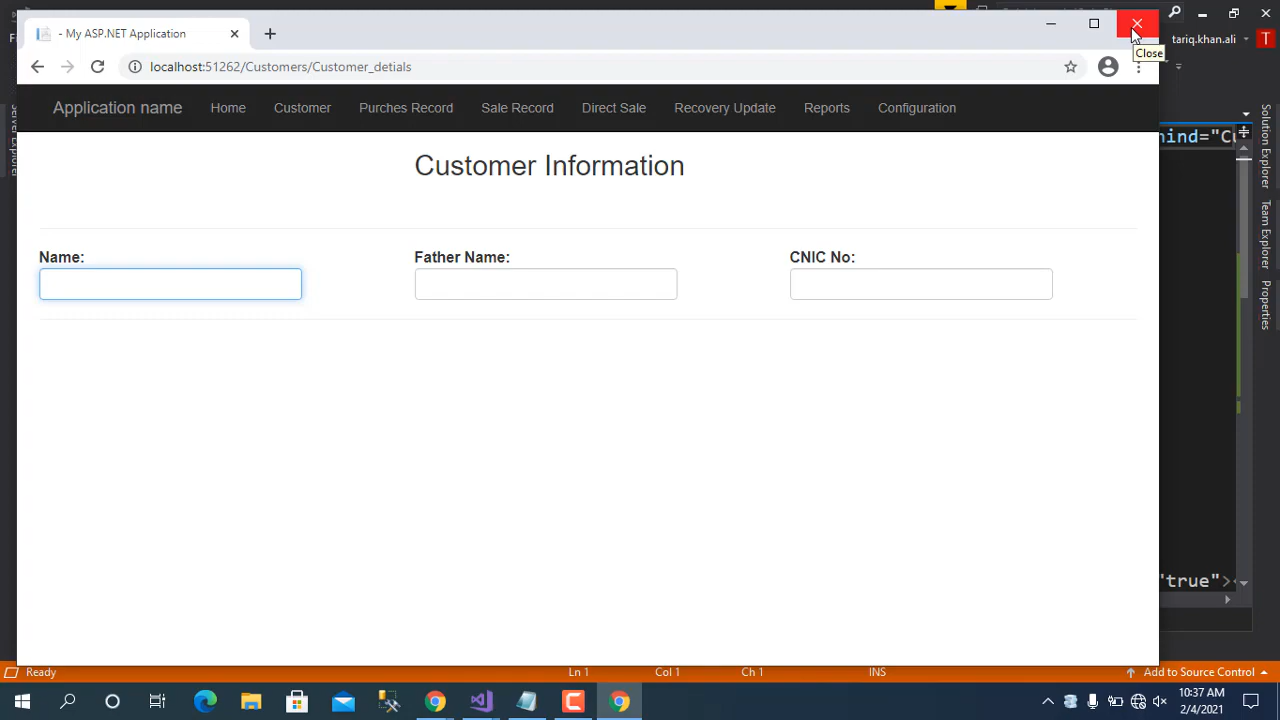 - My ASP.NET Application
tariq.khan.ali
T
Close
localhost:51262/Customers/Customer_detials
Application name Home Customer Purches Record Sale Record Direct Sale Recovery Update Reports Configuration
Customer Information
Name: Father Name: CNIC No:
Server Explorer
Solution Explorer
Team Explorer
Properties
"true">
Ready Ln 1 Col 1 Ch 1 INS Add to Source Control
10:37 AM
2/4/2021